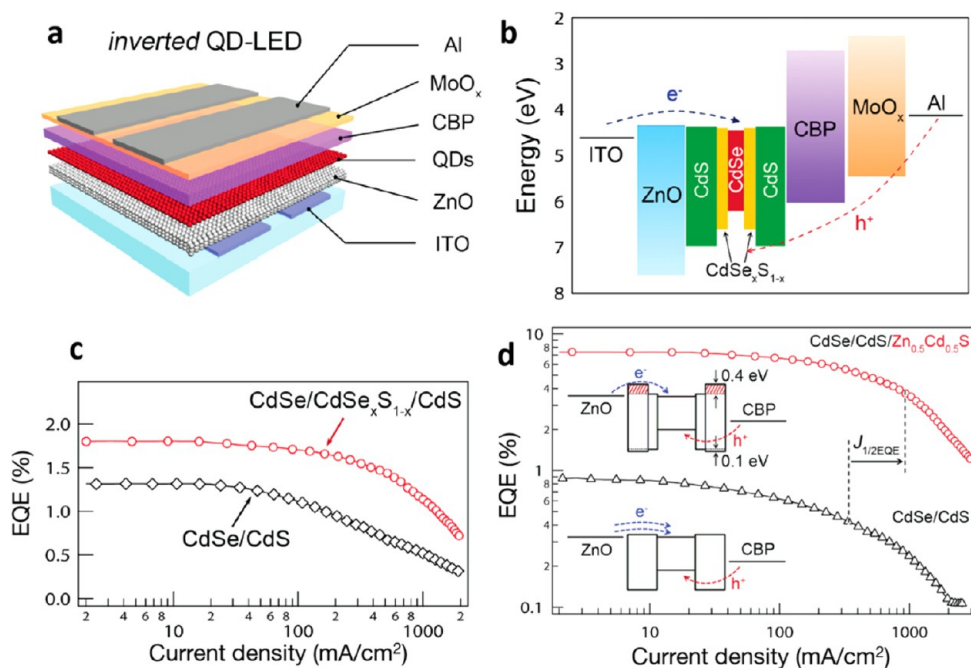 a
inverted QD-LED
Al
MoOx
CBP
QDs
ZnO
ITO
b
Energy (eV)
2
3
4
5
6
7
8
e-
ITO
ZnO
CdS
CdSe
CdS
CBP
MoOx
Al
h+
CdSexS1-x
c
EQE (%)
2.0
1.5
1.0
0.5
0.0
CdSe/CdSexS1-x/CdS
CdSe/CdS
2 4 6 8 10 2 4 6 8 100 2 4 6 8 1000 2
Current density (mA/cm2)
d
EQE (%)
10
8
6
4
2
1
8
6
4
2
0.1
CdSe/CdS/Zn0.5Cd0.5S
e-
0.4 eV
ZnO
CBP
h+
0.1 eV
J1/2EQE
CdSe/CdS
e-
ZnO
CBP
h+
10 100 1000
Current density (mA/cm2)